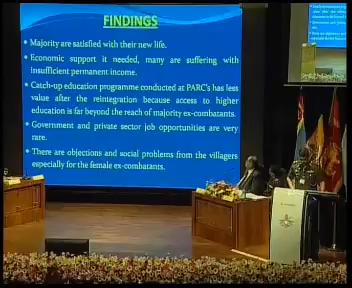 FINDINGS
Majority are satisfied with their new life.
Economic support it needed, many are suffering with
insufficient permanent income.
Catch-up education programme conducted at PARC's has less
value after the reintegration because access to higher
education is far beyond the reach of majority ex-combatants.
Government and private sector job opportunities are very
rare.
There are objections and social problems from the villagers
especially for the female ex-combatants.